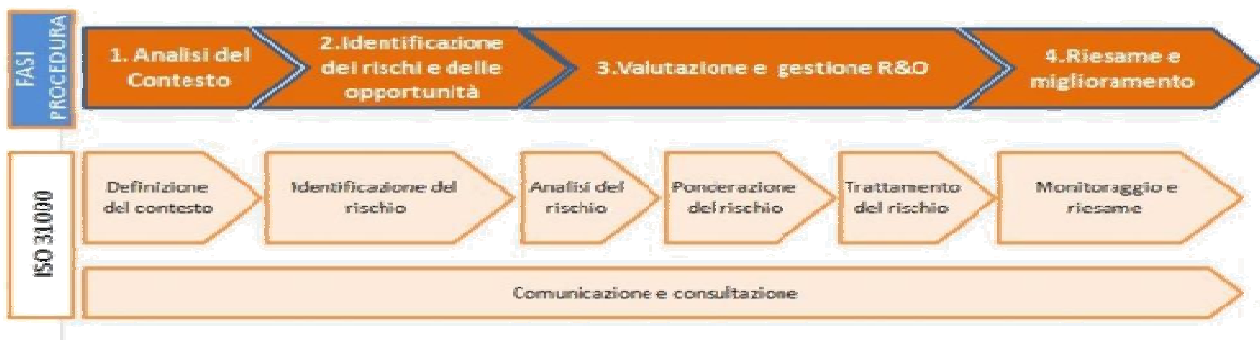 FASI
PROCEDURA
1. Analisi del
Contesto
2.Identificazione
dei rischi e delle
opportunità
3.Valutazione e gestione R&O
4.Riesame e
miglioramento
ISO 31000
Definizione
del contesto
Identificazione del
rischio
Analisi del
rischio
Ponderazione
del rischio
Trattamento
del rischio
Monitoraggio e
riesame
Comunicazione e consultazione